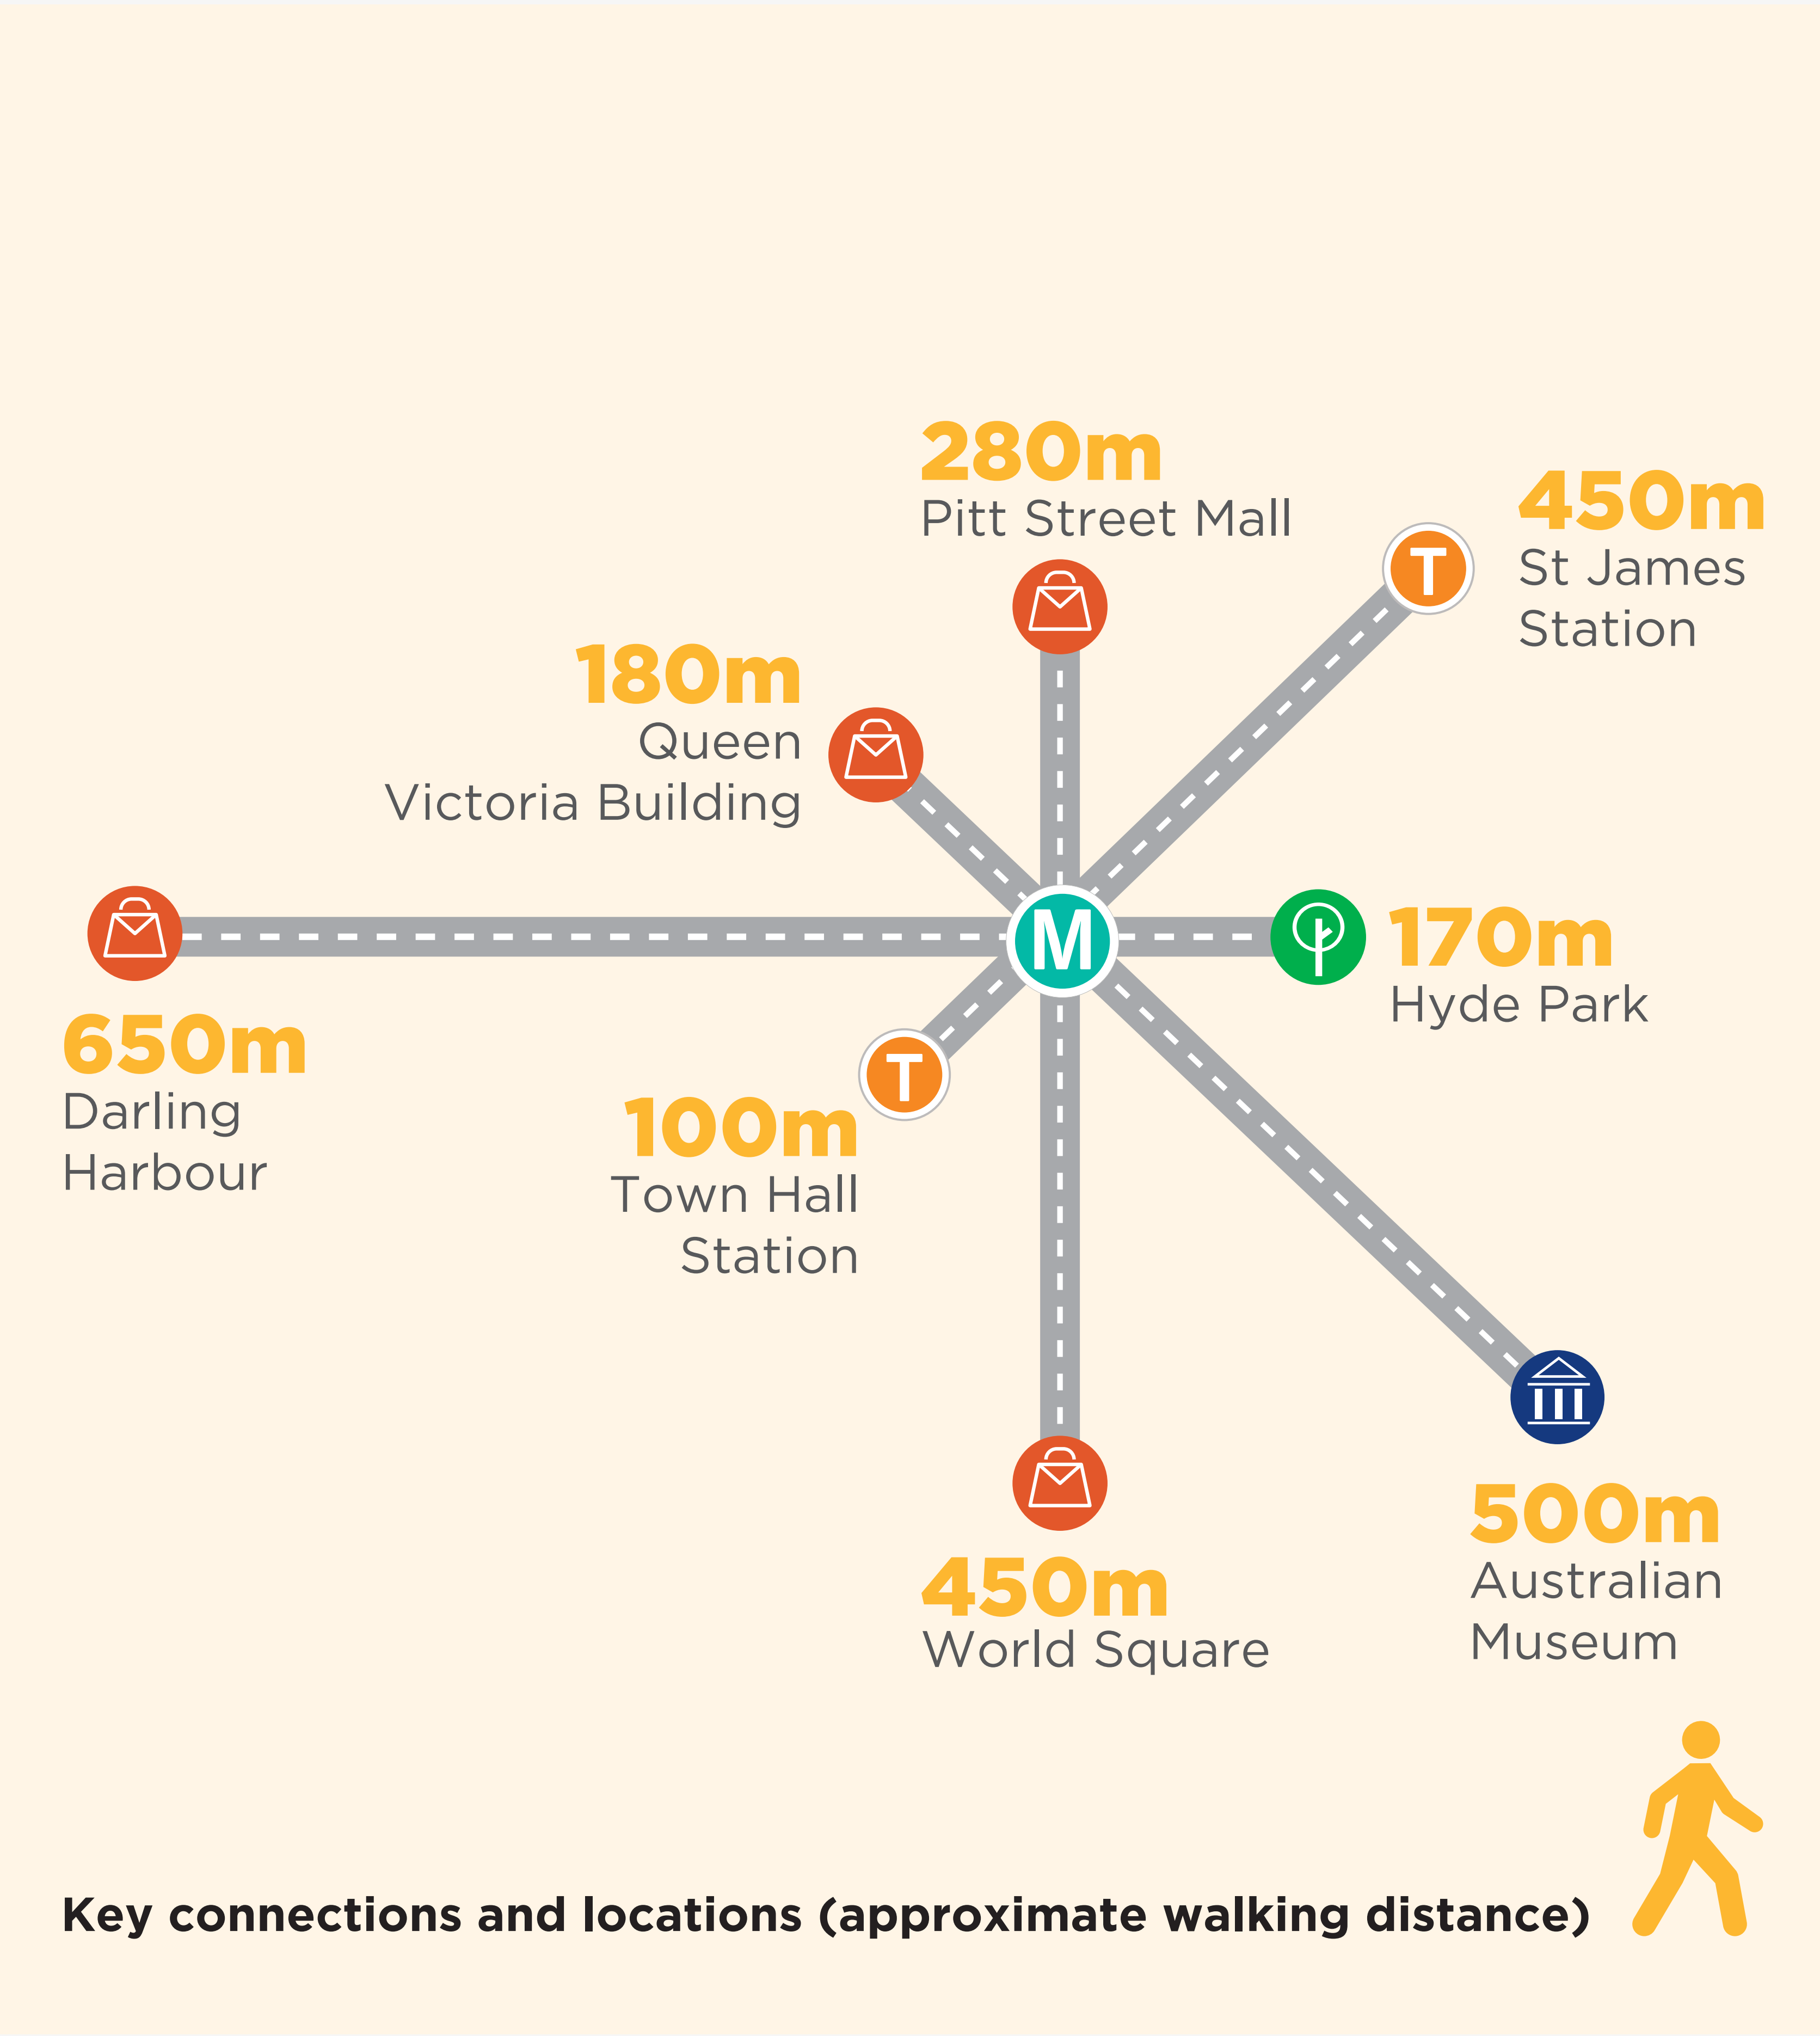 280m
Pitt Street Mall
450m
St James
Station
180m
Queen
Victoria Building
M
T
170m
Hyde Park
650m
Darling
Harbour
T
100m
Town Hall
Station
450m
World Square
500m
Australian
Museum
Key connections and locations (approximate walking distance)